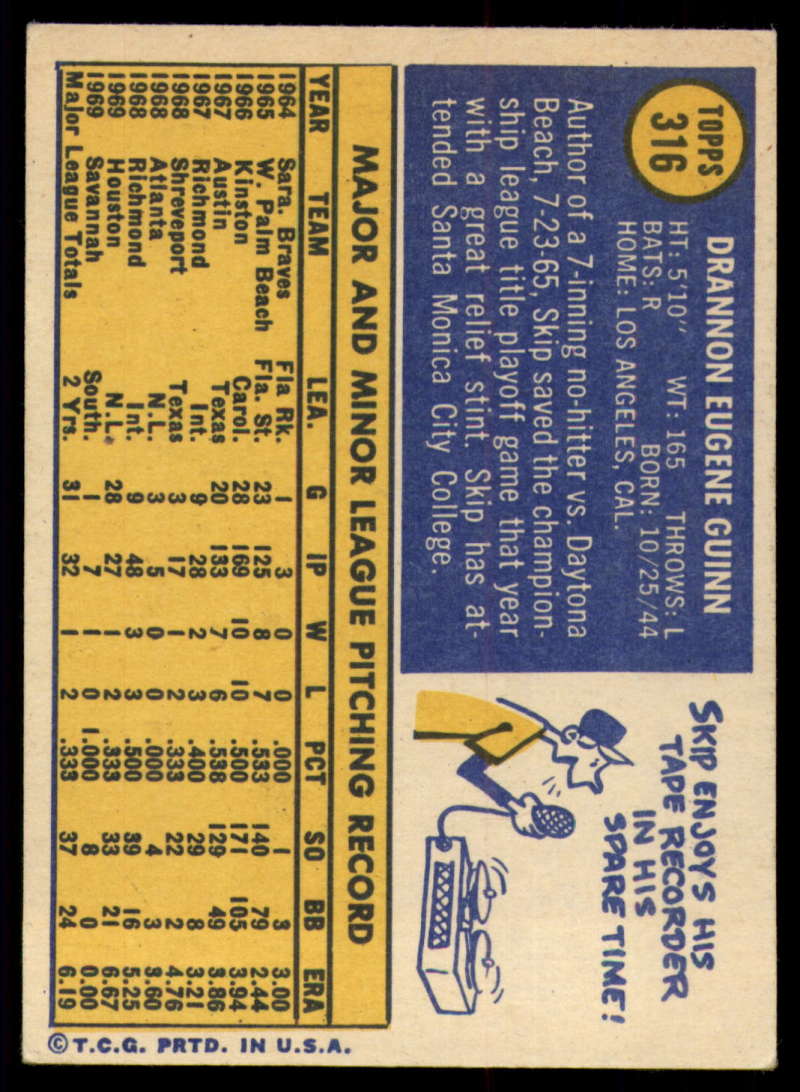 TOPPS
316
DRANNON EUGENE GUINN
HT: 5'10" WT: 165 THROWS: L
BATS: R BORN: 10/25/44
HOME: LOS ANGELES, CAL.
Author of a 7-inning no-hitter vs. Daytona
Beach, 7-23-65, Skip saved the champion-
ship league title playoff game that year
with a great relief stint. Skip has at-
tended Santa Monica City College.
SKIP ENJOYS HIS
TAPE RECORDER
IN HIS
SPARE TIME!
MAJOR AND MINOR LEAGUE PITCHING RECORD
YEAR TEAM LEA. G IP W L PCT SO BB ERA
1964 Sara. Braves Fla Rk. 1 3 0 0 .000 1 3 3.00
1965 W. Palm Beach Fla. St. 23 125 8 7 .533 140 79 2.44
1966 Kinston Carol. 28 169 10 10 .500 171 105 3.94
1967 Austin Texas 20 133 7 6 .538 129 49 3.86
1967 Richmond Int. 9 28 2 3 .400 29 8 3.21
1968 Shreveport Texas 3 17 1 2 .333 22 2 4.76
1968 Atlanta N.L. 3 5 0 0 .000 4 3 3.60
1968 Richmond Int. 9 48 3 3 .500 39 16 5.25
1969 Houston N.L. 28 27 1 2 .333 33 21 6.67
1969 Savannah South. 1 7 1 0 1.000 8 0 0.00
Major League Totals 2 Yrs. 31 32 1 2 .333 37 24 6.19
© T.C.G. PRTD. IN U.S.A.